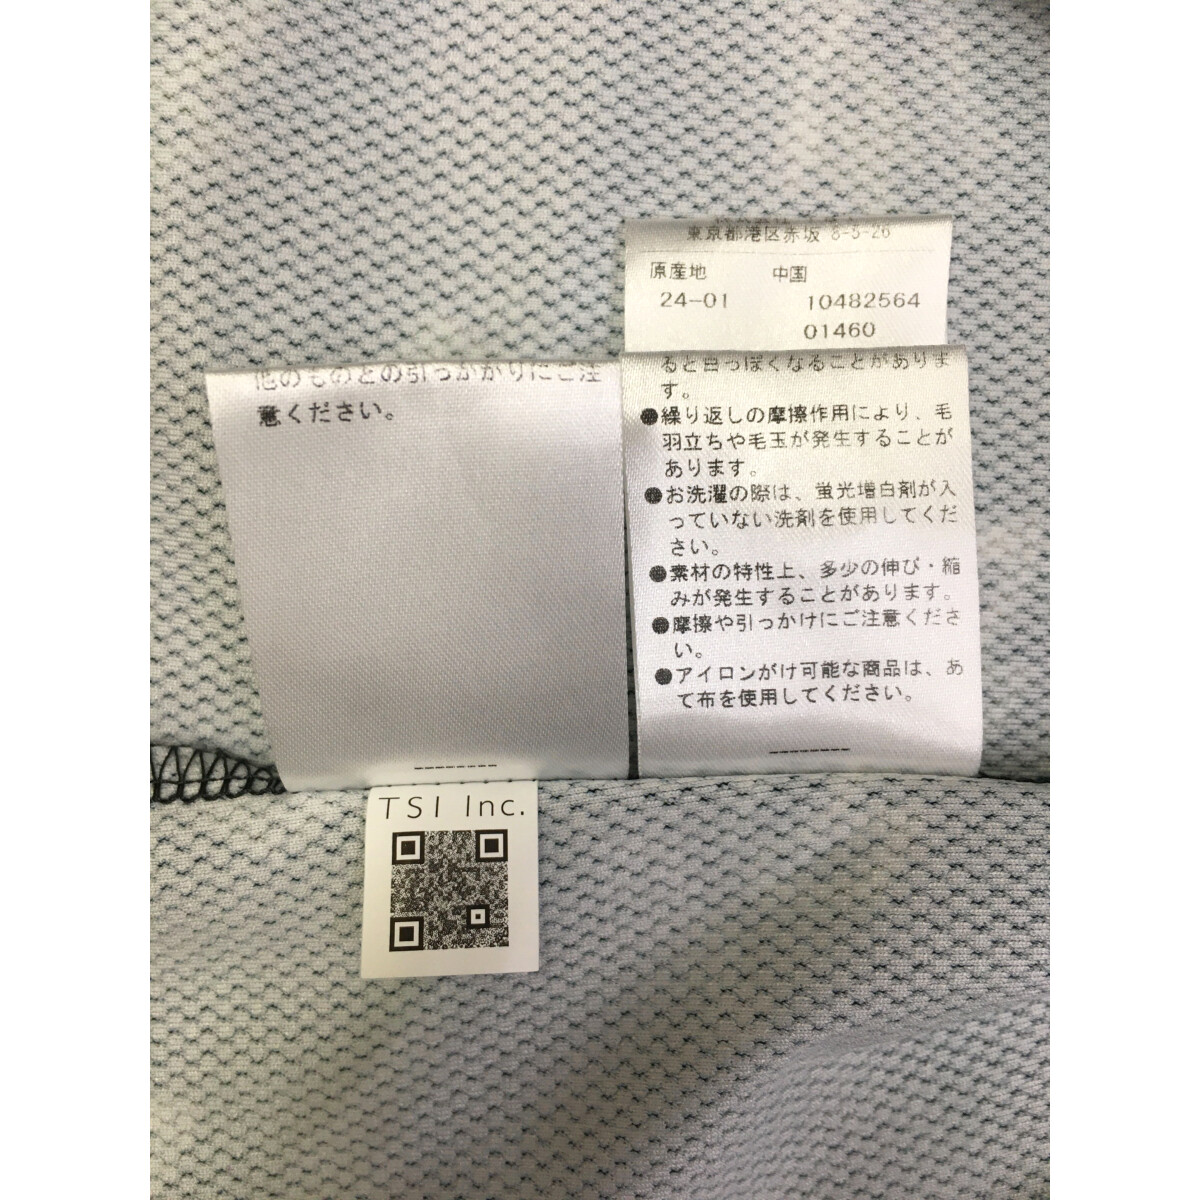 東京都港区赤坂 8-5-26
原産地 中国
24-01 10482564
01460
他のものとの引っかかりにご注
意ください。
ると白っぽくなることがありま
す。
●繰り返しの摩擦作用により、毛
羽立ちや毛玉が発生することが
あります。
●お洗濯の際は、蛍光増白剤が入
っていない洗剤を使用してくだ
さい。
●素材の特性上、多少の伸び・縮
みが発生することがあります。
●摩擦や引っかけにご注意くださ
い。
●アイロンがけ可能な商品は、あ
て布を使用してください。
--------
--------
TSI Inc.